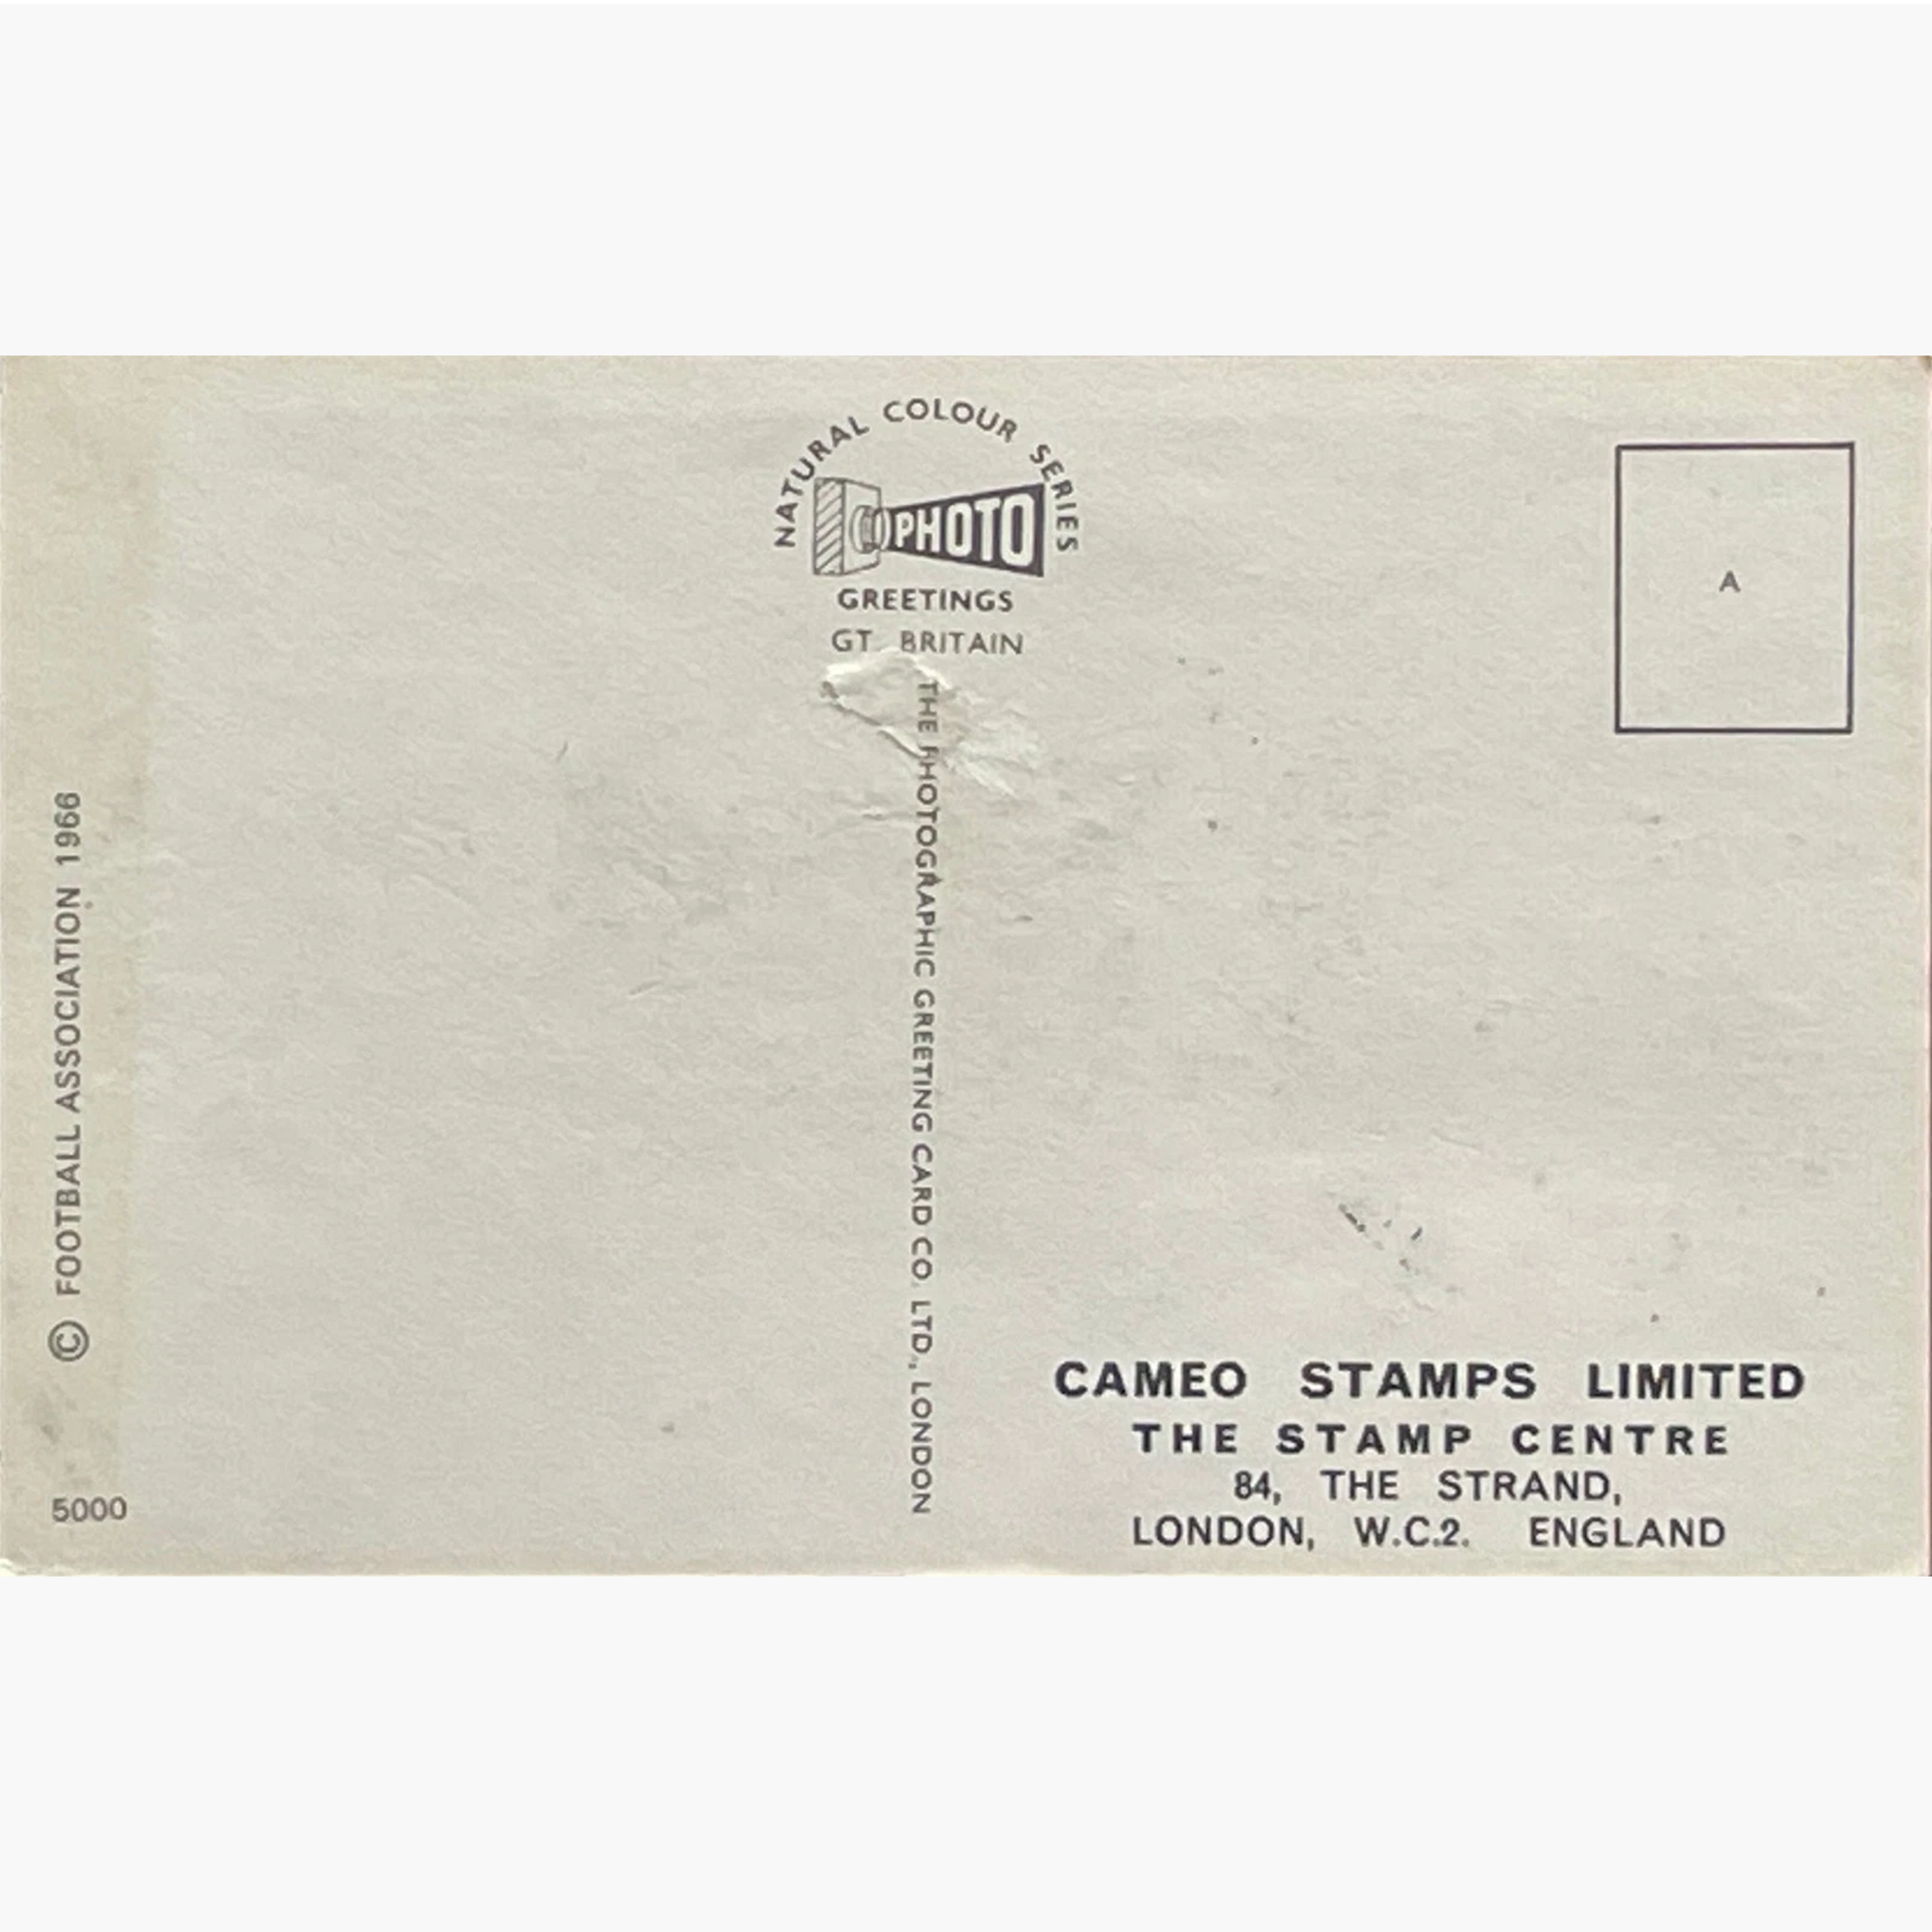 NATURAL COLOUR SERIES
PHOTO
GREETINGS
GT BRITAIN
A
THE PHOTOGRAPHIC GREETING CARD CO. LTD., LONDON
© FOOTBALL ASSOCIATION 1966
5000
CAMEO STAMPS LIMITED
THE STAMP CENTRE
84, THE STRAND,
LONDON, W.C.2. ENGLAND